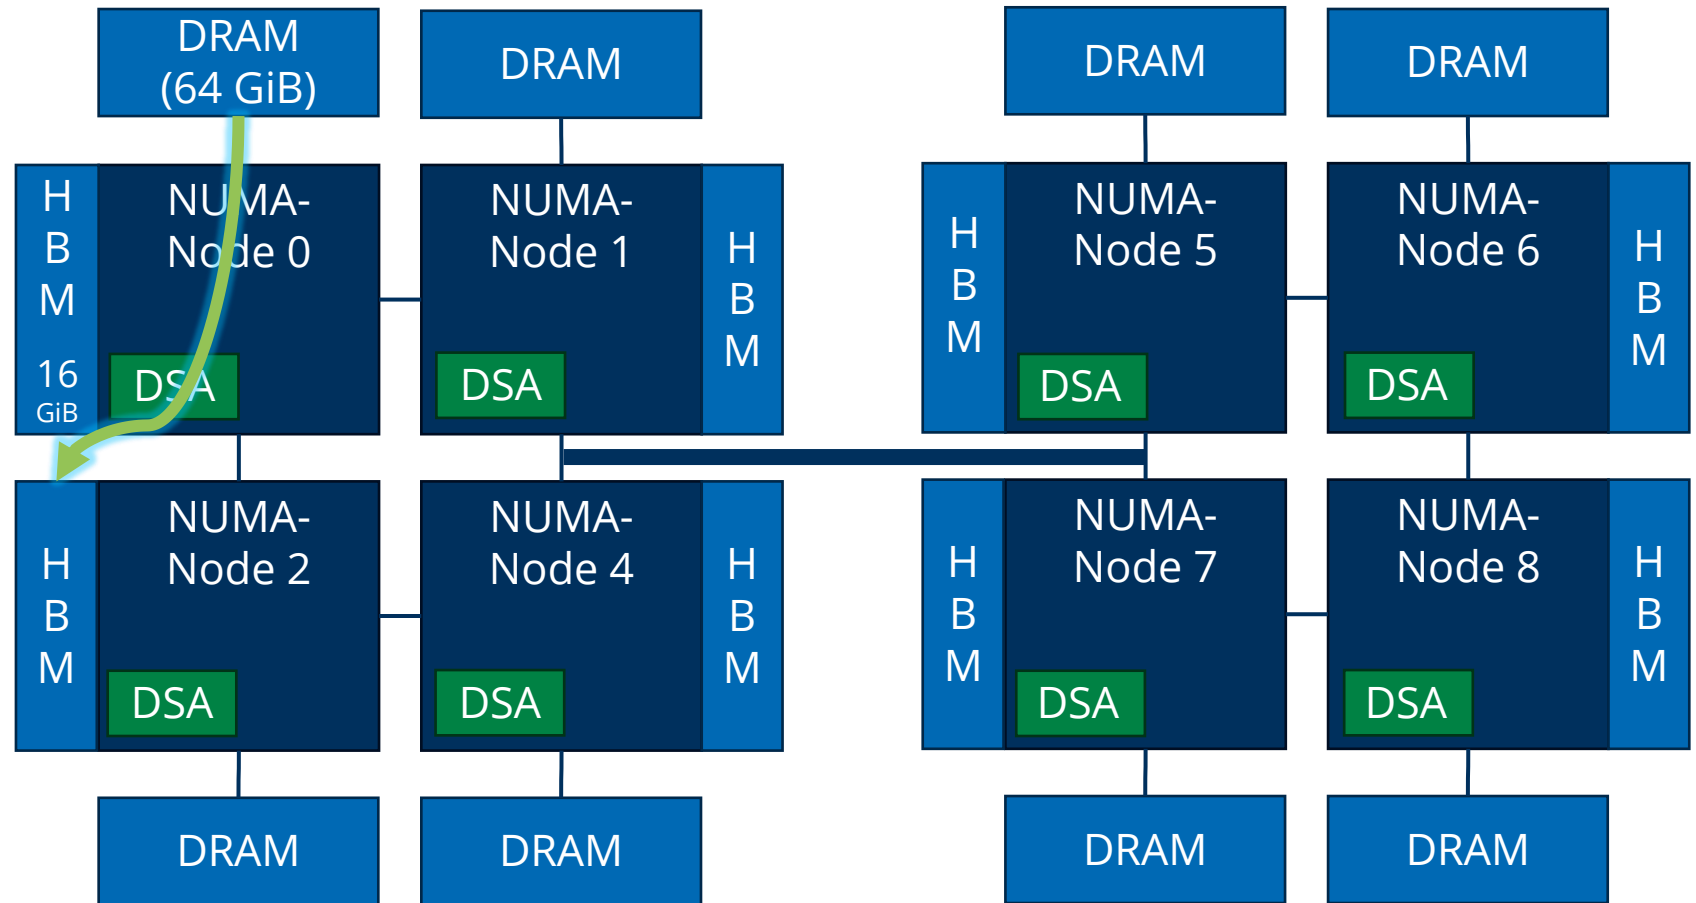 DRAM
(64 GiB)
DRAM
DRAM
DRAM
H
B
M
16
GiB
NUMA-
Node 0
DSA
NUMA-
Node 1
DSA
H
B
M
H
B
M
NUMA-
Node 5
DSA
NUMA-
Node 6
DSA
H
B
M
H
B
M
NUMA-
Node 2
DSA
NUMA-
Node 4
DSA
H
B
M
H
B
M
NUMA-
Node 7
DSA
NUMA-
Node 8
DSA
H
B
M
DRAM
DRAM
DRAM
DRAM